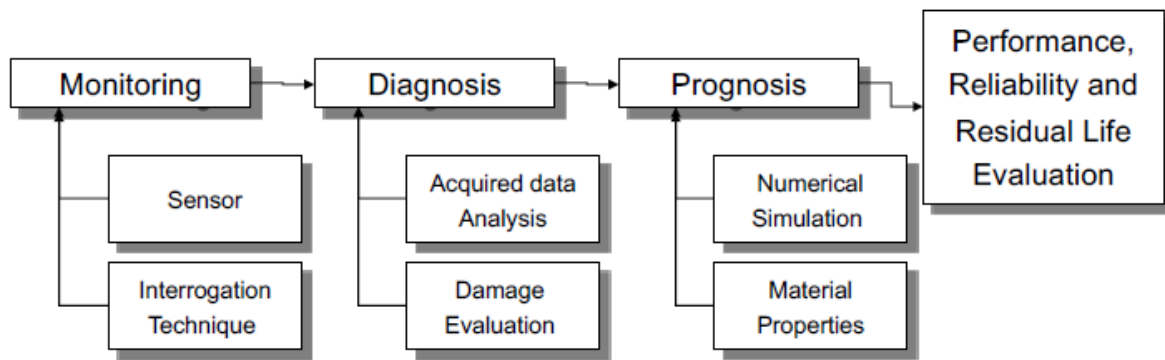 Monitoring
Diagnosis
Prognosis
Performance,
Reliability and
Residual Life
Evaluation
Sensor
Acquired data
Analysis
Numerical
Simulation
Interrogation
Technique
Damage
Evaluation
Material
Properties